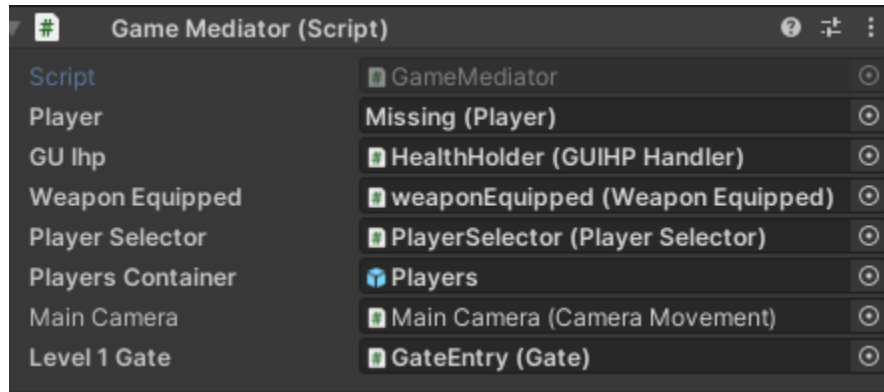 # Game Mediator (Script)
Script # GameMediator
Player Missing (Player)
GU Ihp # HealthHolder (GUIHP Handler)
Weapon Equipped # weaponEquipped (Weapon Equipped)
Player Selector # PlayerSelector (Player Selector)
Players Container Players
Main Camera # Main Camera (Camera Movement)
Level 1 Gate # GateEntry (Gate)